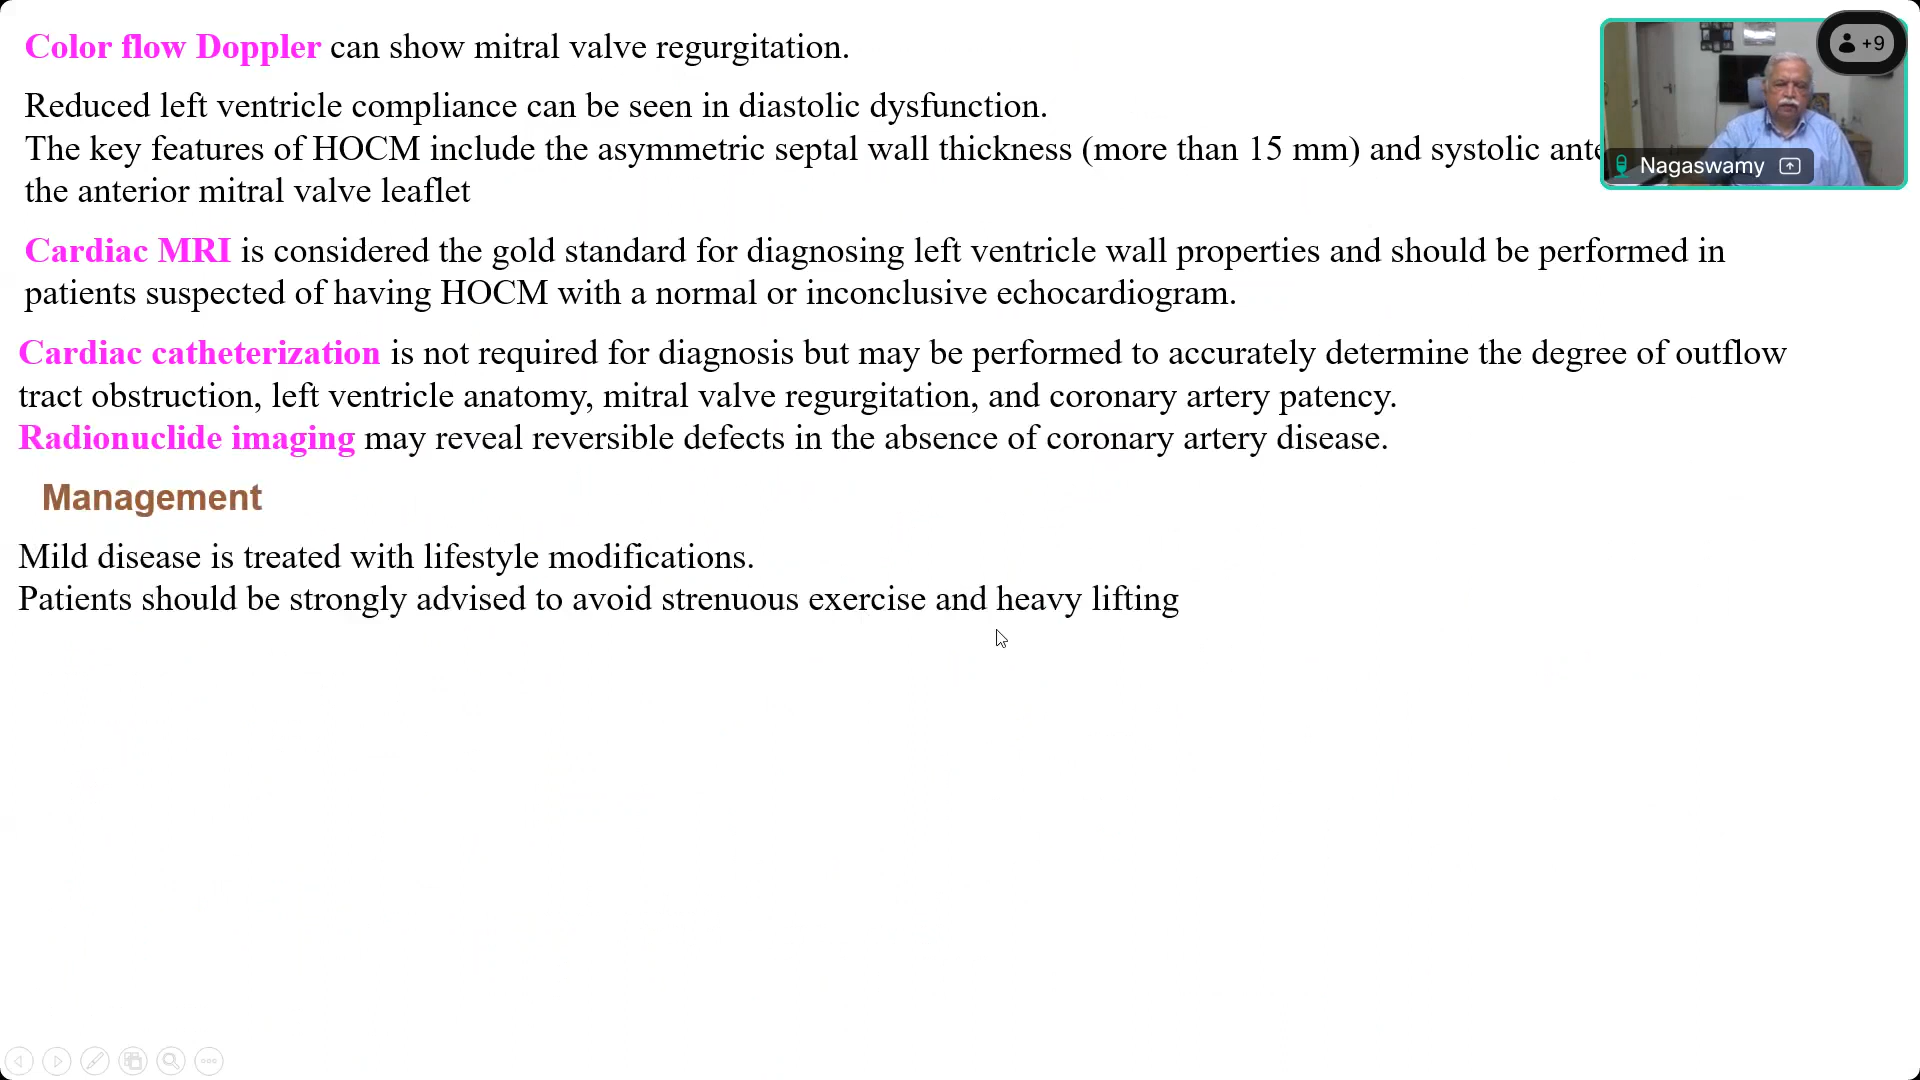 Color flow Doppler can show mitral valve regurgitation.
Reduced left ventricle compliance can be seen in diastolic dysfunction.
The key features of HOCM include the asymmetric septal wall thickness (more than 15 mm) and systolic
the anterior mitral valve leaflet
Cardiac MRI is considered the gold standard for diagnosing left ventricle wall properties and should be performed in
patients suspected of having HOCM with a normal or inconclusive echocardiogram.
Cardiac catheterization is not required for diagnosis but may be performed to accurately determine the degree of outflow
tract obstruction, left ventricle anatomy, mitral valve regurgitation, and coronary artery patency.
Radionuclide imaging may reveal reversible defects in the absence of coronary artery disease.
Management
Mild disease is treated with lifestyle modifications.
Patients should be strongly advised to avoid strenuous exercise and heavy lifting
+9
Nagaswamy